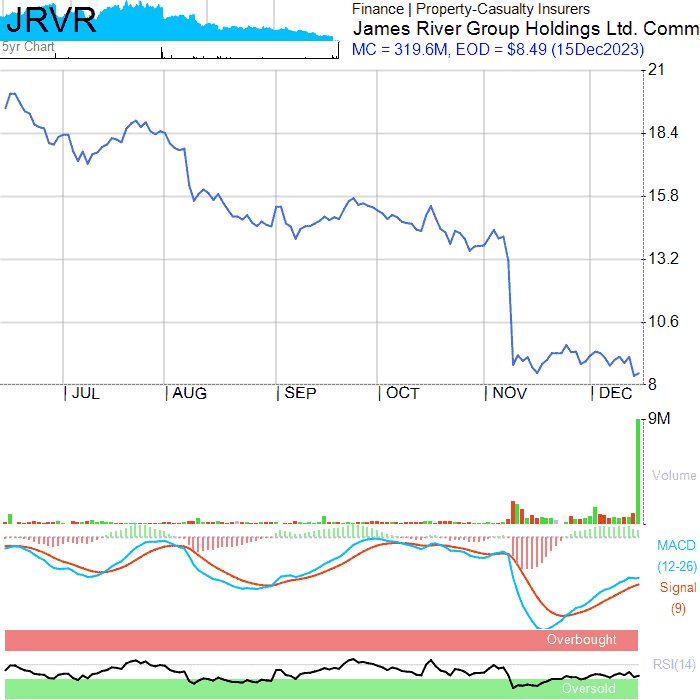 JRVR
Finance | Property-Casualty Insurers
James River Group Holdings Ltd. Comm
5yr Chart
MC = 319.6M, EOD = $8.49 (15Dec2023)
21
18.4
15.8
13.2
10.6
8
JUL AUG SEP OCT NOV DEC
9M
Volume
MACD
(12-26)
Signal
(9)
Overbought
RSI(14)
Oversold